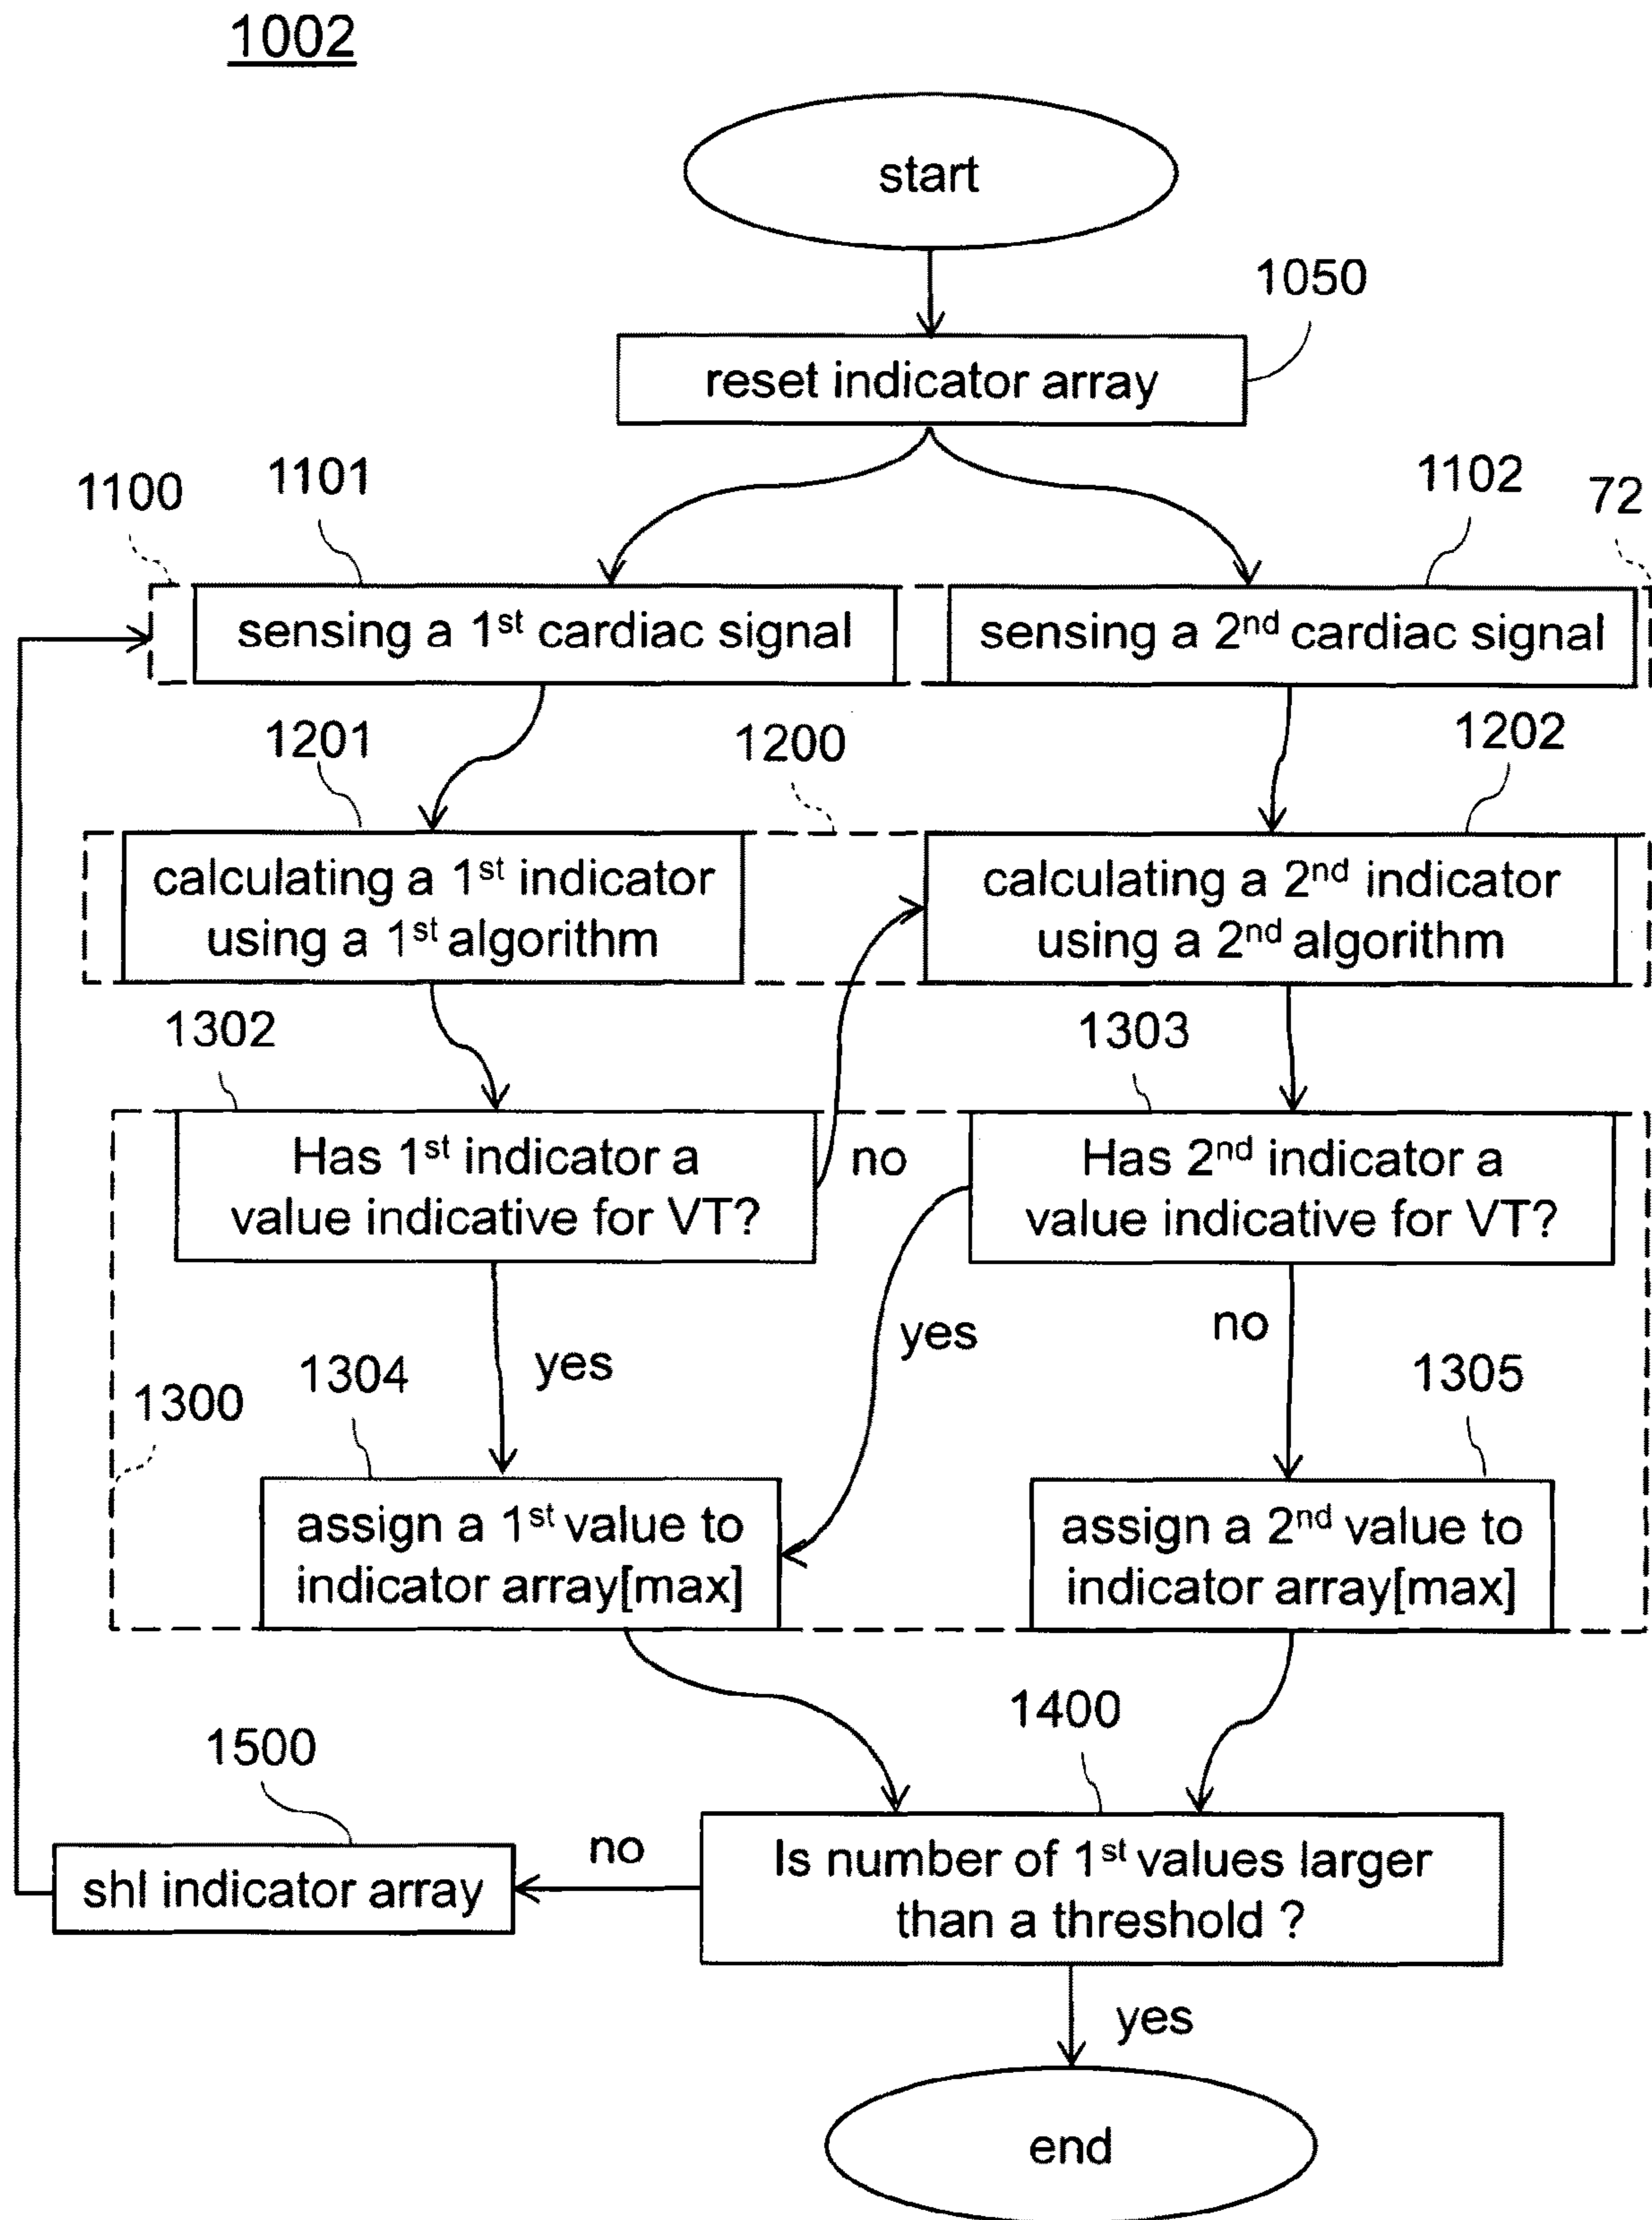 1002
start
1050
reset indicator array
1100
1101
1102
72
sensing a 1st cardiac signal
sensing a 2nd cardiac signal
1201
1200
1202
calculating a 1st indicator
using a 1st algorithm
calculating a 2nd indicator
using a 2nd algorithm
1302
1303
Has 1st indicator a
value indicative for VT?
no
Has 2nd indicator a
value indicative for VT?
yes
yes
no
1300
1304
1305
assign a 1st value to
indicator array[max]
assign a 2nd value to
indicator array[max]
1400
1500
shl indicator array
no
Is number of 1st values larger
than a threshold ?
yes
end